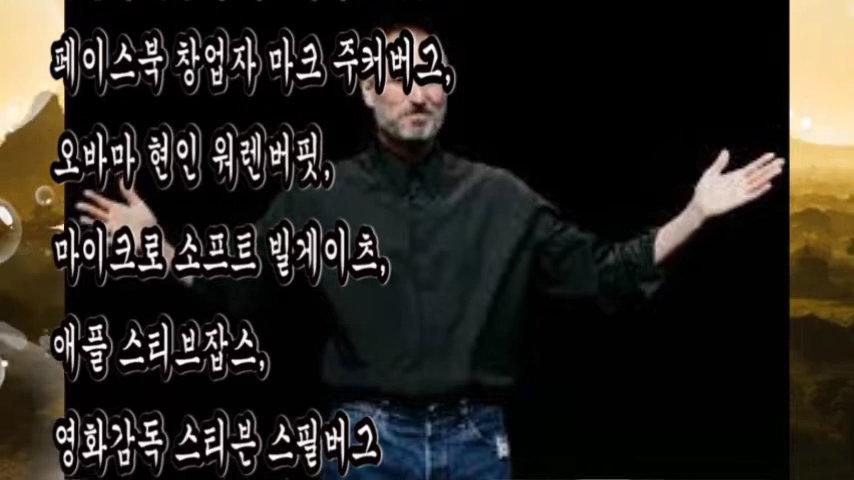 페이스북 창업자 마크 주커버그,
오바마 현인 워렌버핏,
마이크로 소프트 빌게이츠,
애플 스티브잡스,
영화감독 스티븐 스필버그